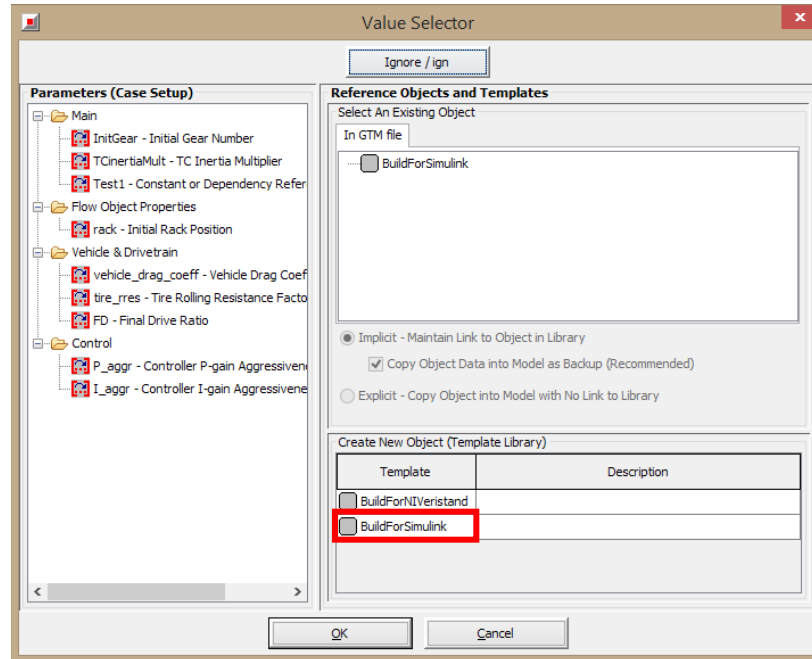 Value Selector
x
Ignore / ign
Parameters (Case Setup)
Main
InitGear - Initial Gear Number
TCinertiaMult - TC Inertia Multiplier
Test1 - Constant or Dependency Refer
Flow Object Properties
rack - Initial Rack Position
Vehicle & Drivetrain
vehicle_drag_coeff - Vehicle Drag Coef
tire_rres - Tire Rolling Resistance Facto
FD - Final Drive Ratio
Control
P_aggr - Controller P-gain Aggressiven
I_aggr - Controller I-gain Aggressivene
Reference Objects and Templates
Select An Existing Object
In GTM file
BuildForSimulink
Implicit - Maintain Link to Object in Library
Copy Object Data into Model as Backup (Recommended)
Explicit - Copy Object into Model with No Link to Library
Create New Object (Template Library)
Template Description
BuildForNIVeristand
BuildForSimulink
OK Cancel